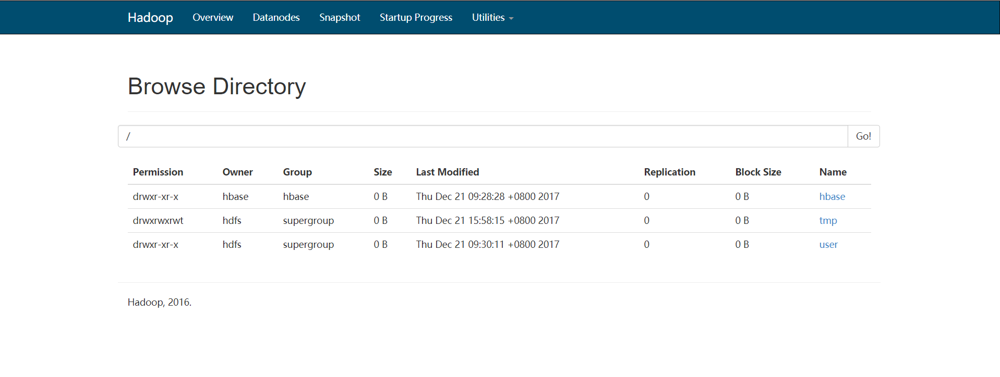 Hadoop Overview Datanodes Snapshot Startup Progress Utilities
Browse Directory
/ Go!
Permission Owner Group Size Last Modified Replication Block Size Name
drwxr-xr-x hbase hbase 0 B Thu Dec 21 09:28:28 +0800 2017 0 0 B hbase
drwxrwxrwt hdfs supergroup 0 B Thu Dec 21 15:58:15 +0800 2017 0 0 B tmp
drwxr-xr-x hdfs supergroup 0 B Thu Dec 21 09:30:11 +0800 2017 0 0 B user
Hadoop, 2016.